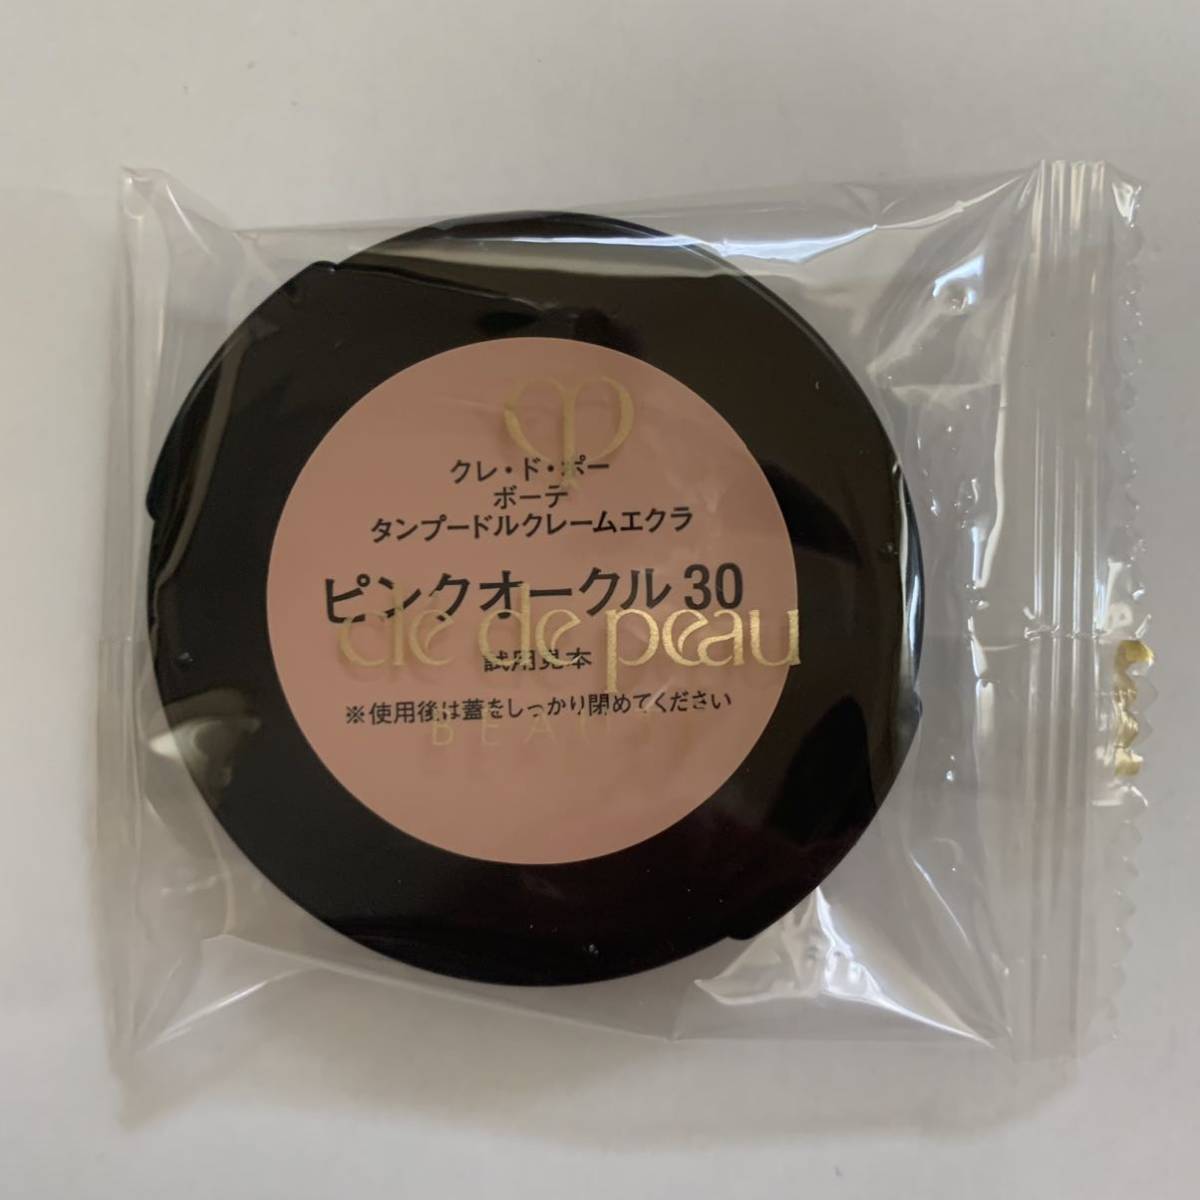 クレ・ド・ポー
ボーテ
タンプードルクレームエクラ
ピンクオークル 30
clé de peau
試用見本
※使用後は蓋をしっかり閉めてください
BEAUTÉ